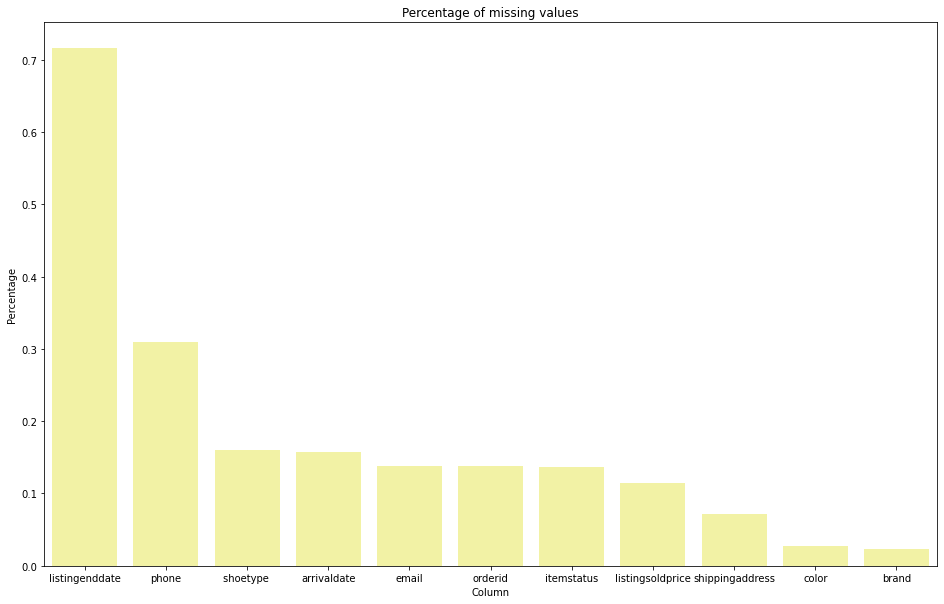 Percentage of missing values
Percentage
0.7
0.6
0.5
0.4
0.3
0.2
0.1
0.0
listingenddate phone shoetype arrivaldate email orderid itemstatus listingsoldprice shippingaddress color brand
Column